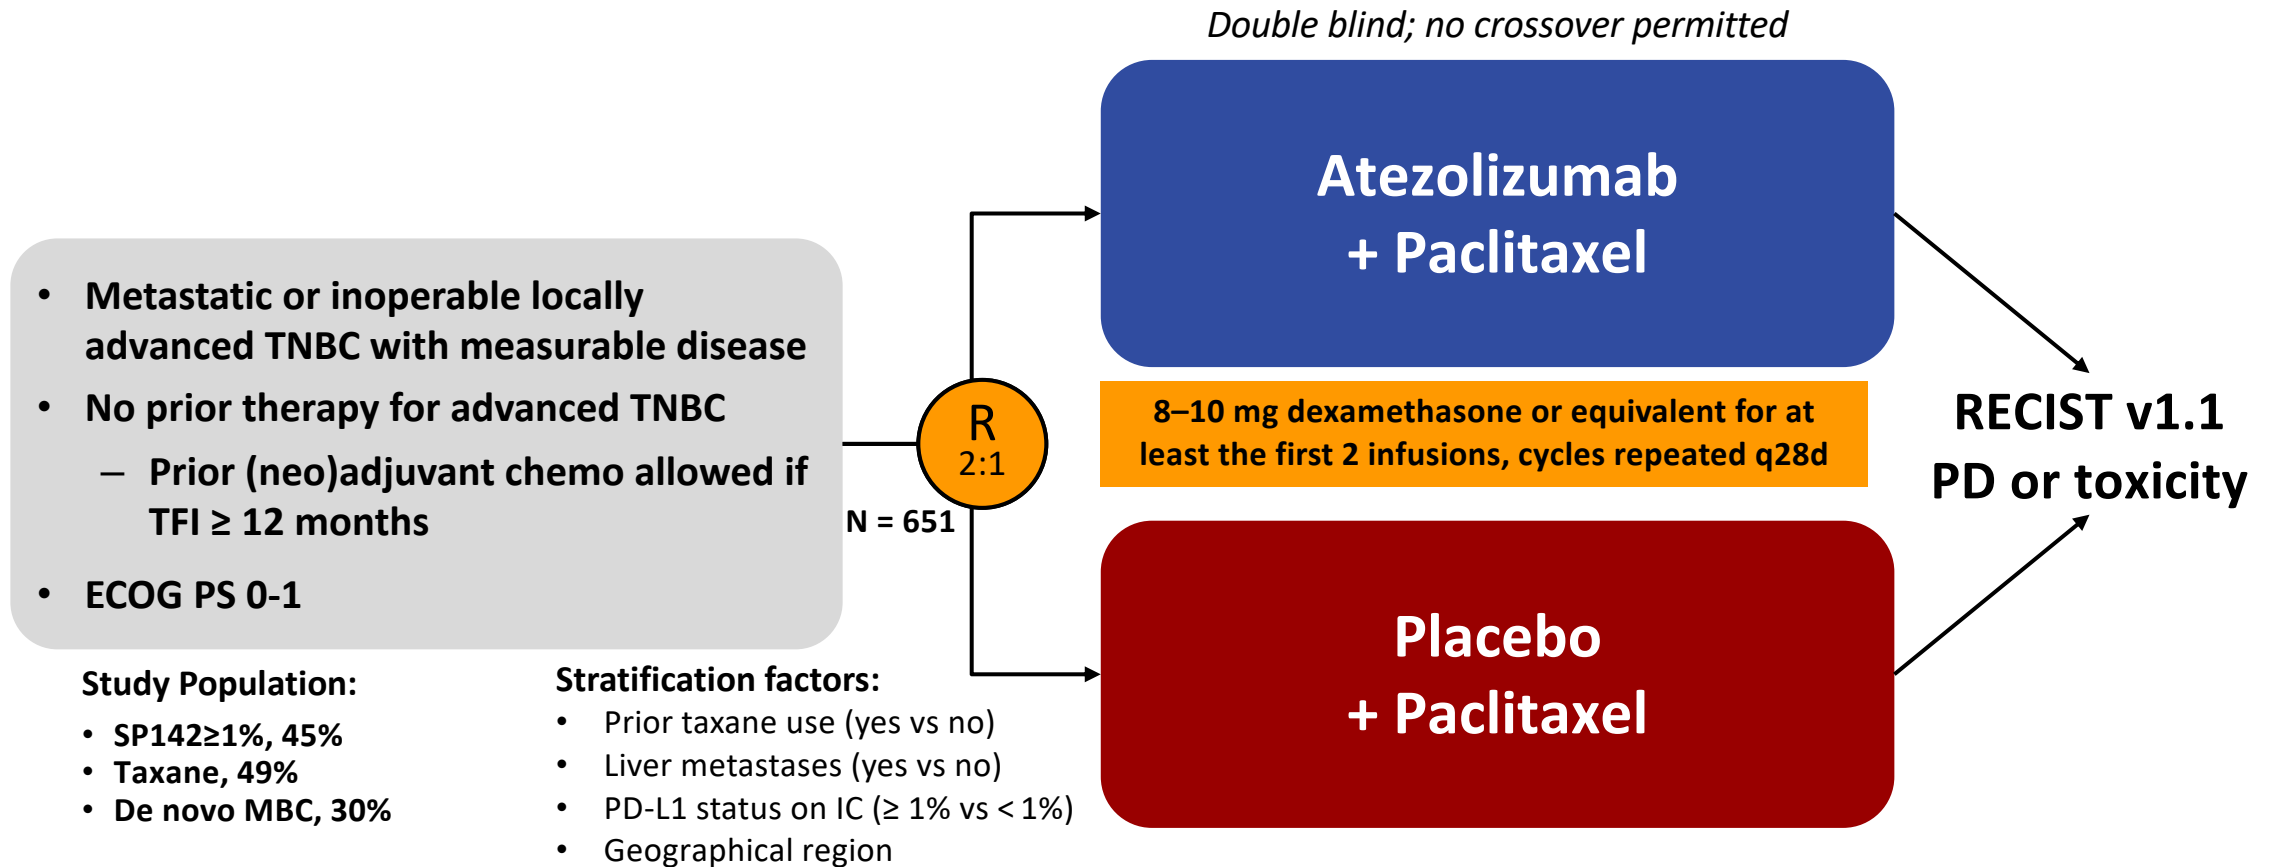 Double blind; no crossover permitted
Atezolizumab
+ Paclitaxel
• Metastatic or inoperable locally
advanced TNBC with measurable disease
• No prior therapy for advanced TNBC
– Prior (neo)adjuvant chemo allowed if
TFI ≥ 12 months
• ECOG PS 0-1
R
2:1
N = 651
8–10 mg dexamethasone or equivalent for at
least the first 2 infusions, cycles repeated q28d
RECIST v1.1
PD or toxicity
Placebo
+ Paclitaxel
Study Population:
• SP142≥1%, 45%
• Taxane, 49%
• De novo MBC, 30%
Stratification factors:
• Prior taxane use (yes vs no)
• Liver metastases (yes vs no)
• PD-L1 status on IC (≥ 1% vs < 1%)
• Geographical region